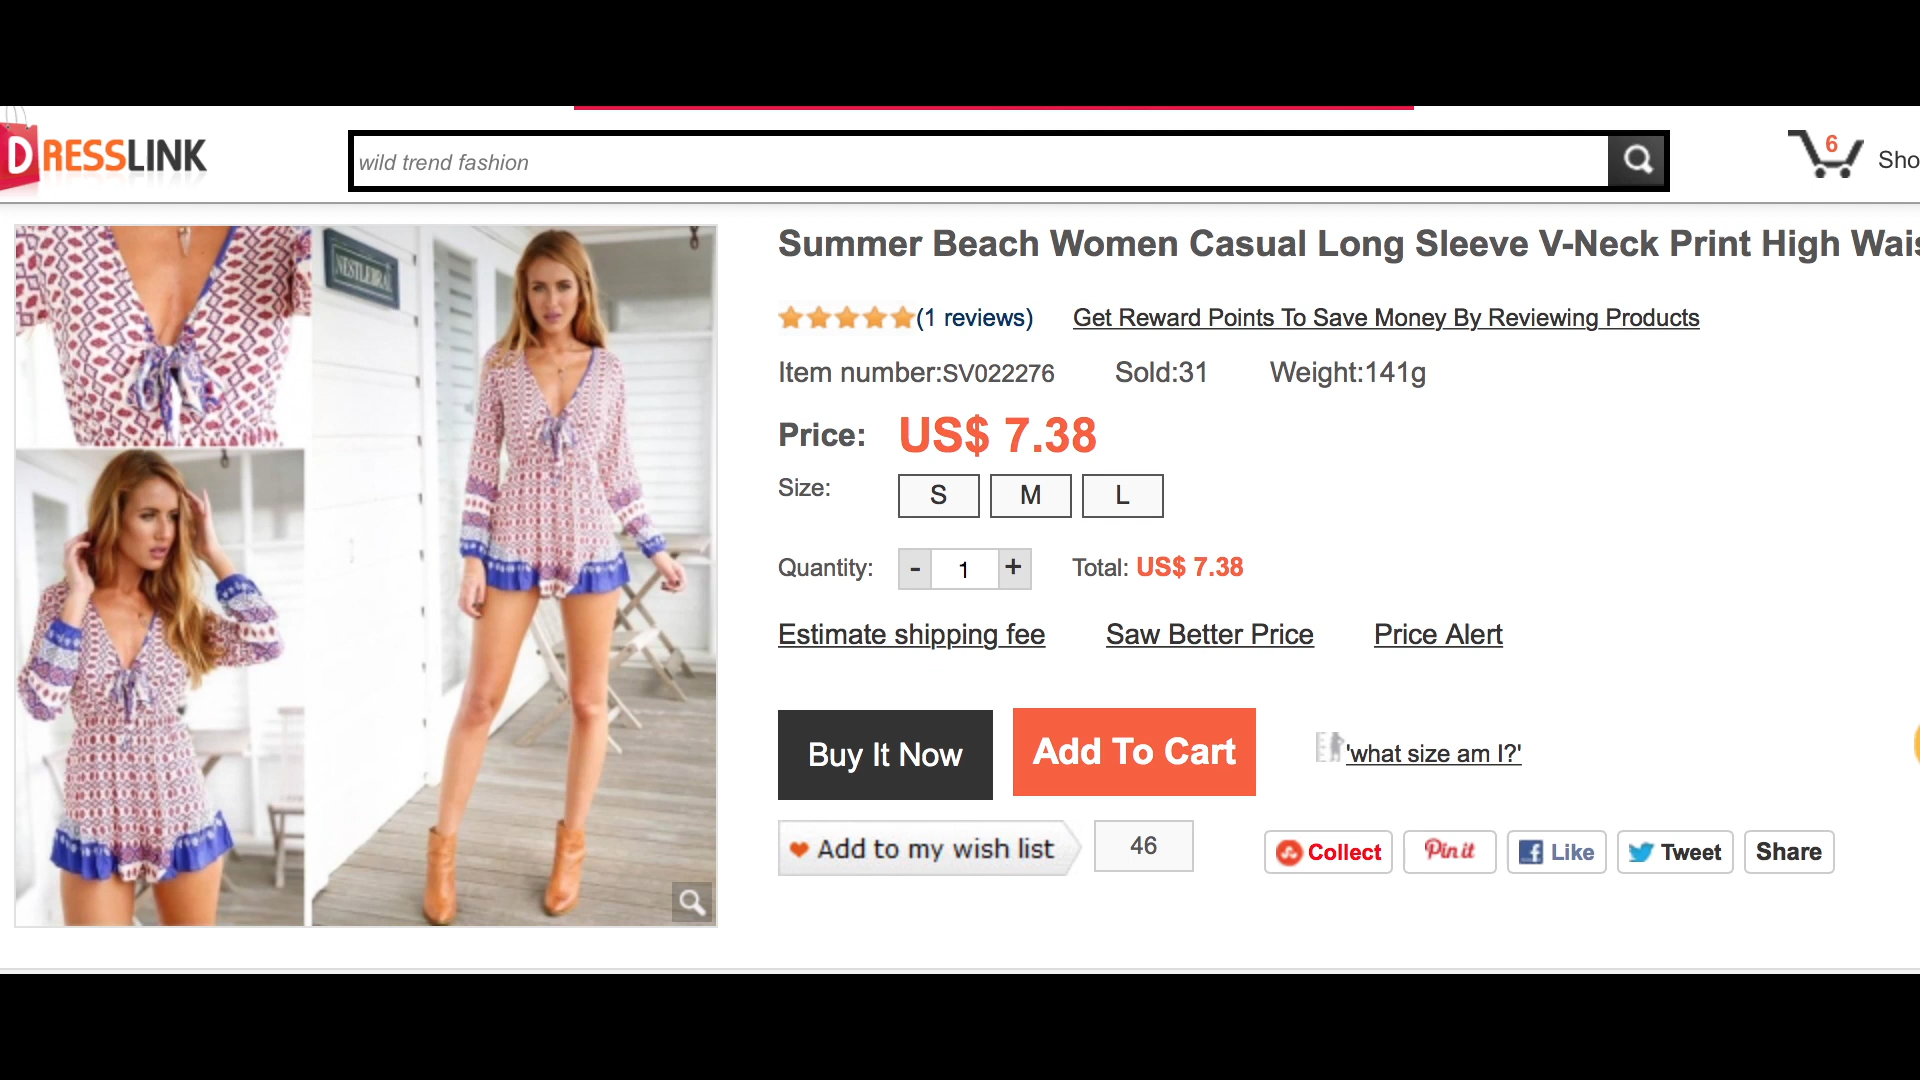 DRESSLINK
wild trend fashion
6
Sho
NESTLEBRAE
Summer Beach Women Casual Long Sleeve V-Neck Print High Wais
(1 reviews) Get Reward Points To Save Money By Reviewing Products
Item number:SV022276 Sold:31 Weight:141g
Price: US$ 7.38
Size: S M L
Quantity: - 1 + Total: US$ 7.38
Estimate shipping fee Saw Better Price Price Alert
Buy It Now Add To Cart 'what size am I?'
Add to my wish list 46 Collect Pin it Like Tweet Share